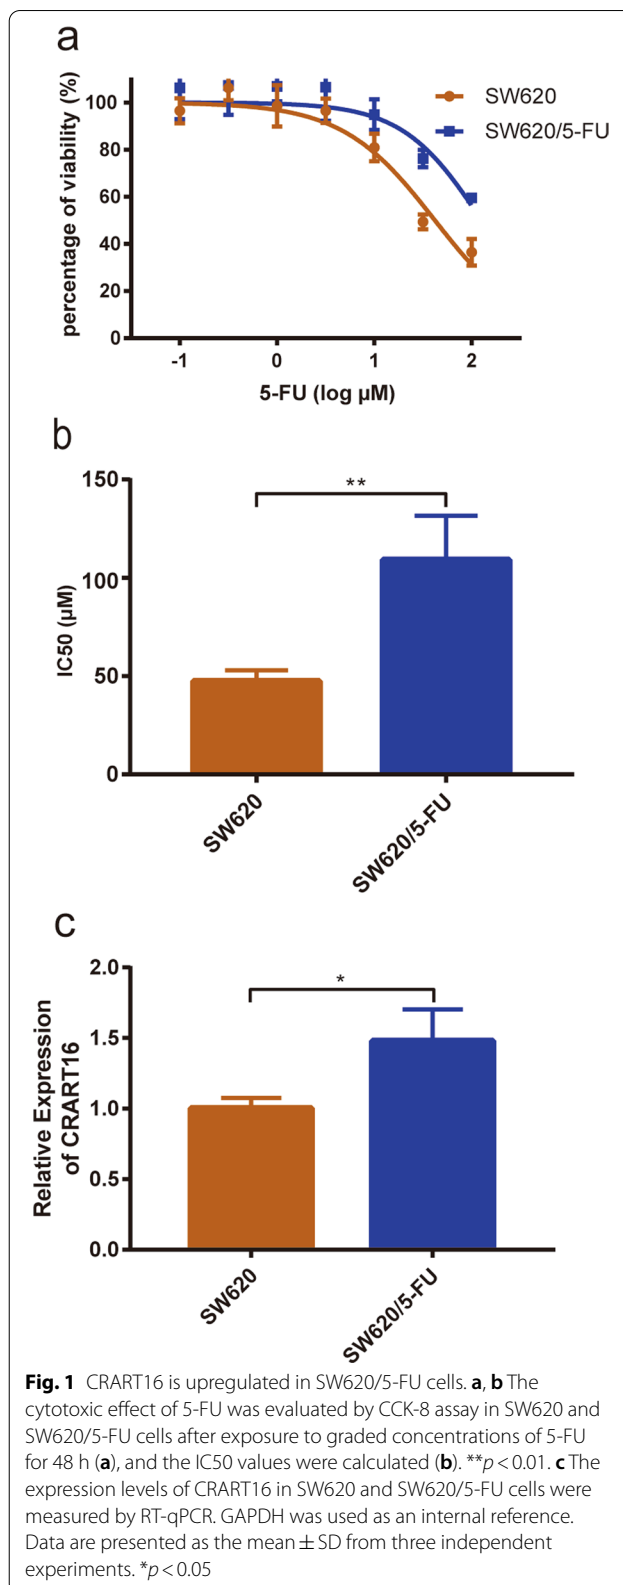 a
percentage of viability (%)
100
80
60
40
20
0
-1
0
1
2
5-FU (log µM)
SW620
SW620/5-FU
b
IC50 (µM)
150
100
50
0
**
SW620
SW620/5-FU
c
Relative Expression
of CRART16
2.0
1.5
1.0
0.5
0.0
*
SW620
SW620/5-FU
Fig. 1 CRART16 is upregulated in SW620/5-FU cells. a, b The
cytotoxic effect of 5-FU was evaluated by CCK-8 assay in SW620 and
SW620/5-FU cells after exposure to graded concentrations of 5-FU
for 48 h (a), and the IC50 values were calculated (b). **p < 0.01. c The
expression levels of CRART16 in SW620 and SW620/5-FU cells were
measured by RT-qPCR. GAPDH was used as an internal reference.
Data are presented as the mean ± SD from three independent
experiments. *p < 0.05